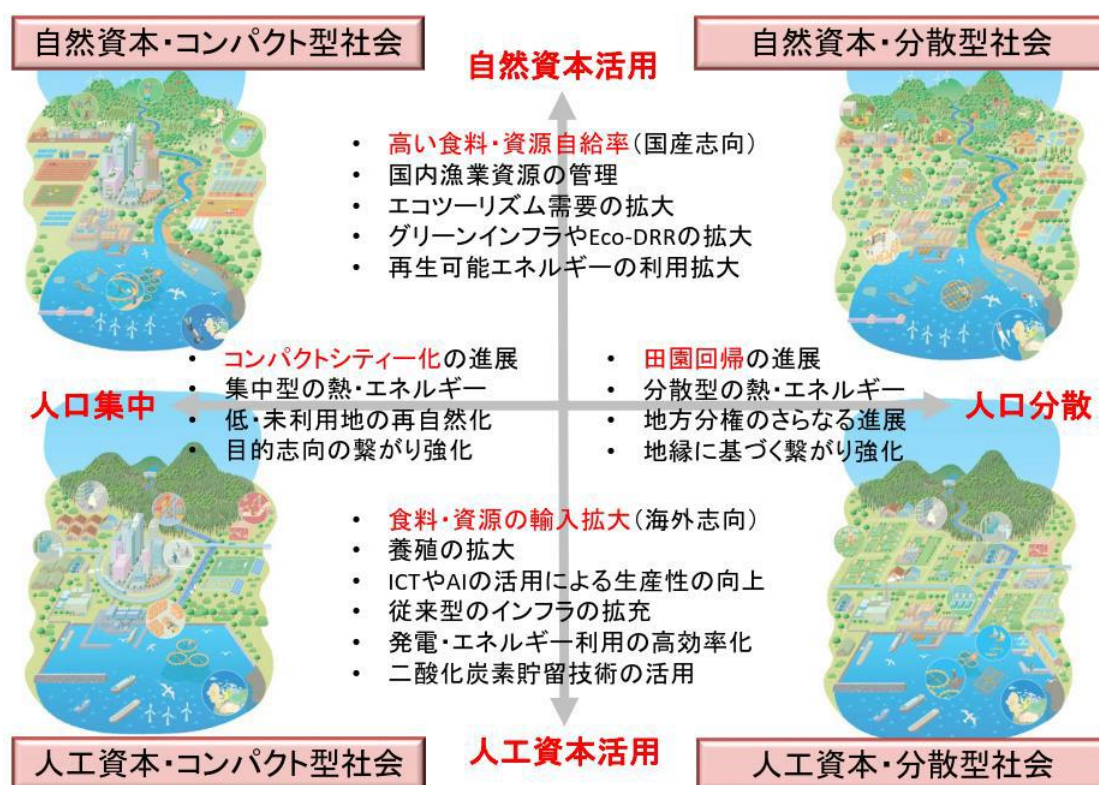 自然資本・コンパクト型社会
自然資本・分散型社会
自然資本活用
• 高い食料・資源自給率(国産志向)
• 国内漁業資源の管理
• エコツーリズム需要の拡大
• グリーンインフラやEco-DRRの拡大
• 再生可能エネルギーの利用拡大
人口集中
• コンパクトシティー化の進展
• 集中型の熱・エネルギー
• 低・未利用地の再自然化
• 目的志向の繋がり強化
• 田園回帰の進展
• 分散型の熱・エネルギー
• 地方分権のさらなる進展
• 地縁に基づく繋がり強化
人口分散
• 食料・資源の輸入拡大(海外志向)
• 養殖の拡大
• ICTやAIの活用による生産性の向上
• 従来型のインフラの拡充
• 発電・エネルギー利用の高効率化
• 二酸化炭素貯留技術の活用
人工資本活用
人工資本・コンパクト型社会
人工資本・分散型社会